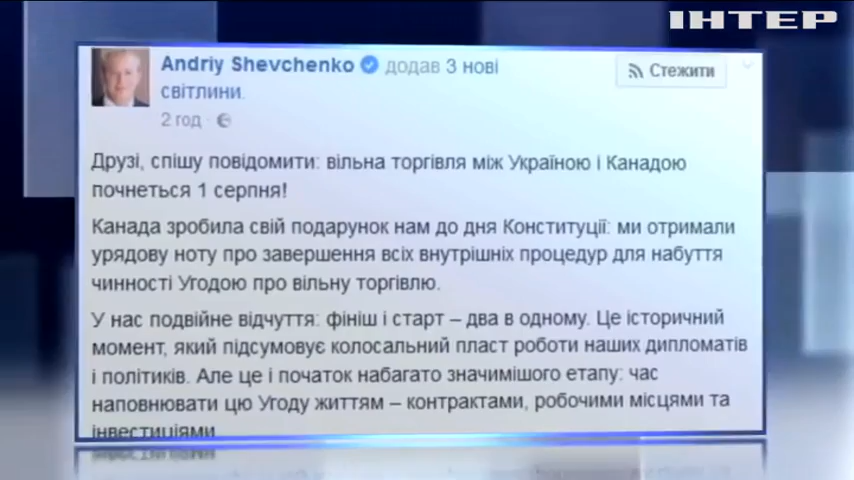 ІНТЕР
Andriy Shevchenko додав 3 нові
світлини.
Стежити
2 год
Друзі, спішу повідомити: вільна торгівля між Україною і Канадою
почнеться 1 серпня!
Канада зробила свій подарунок нам до дня Конституції: ми отримали
урядову ноту про завершення всіх внутрішніх процедур для набуття
чинності Угодою про вільну торгівлю.
У нас подвійне відчуття: фініш і старт – два в одному. Це історичний
момент, який підсумовує колосальний пласт роботи наших дипломатів
і політиків. Але це і початок набагато значимішого етапу: час
наповнювати цю Угоду життям – контрактами, робочими місцями та
інвестиціями